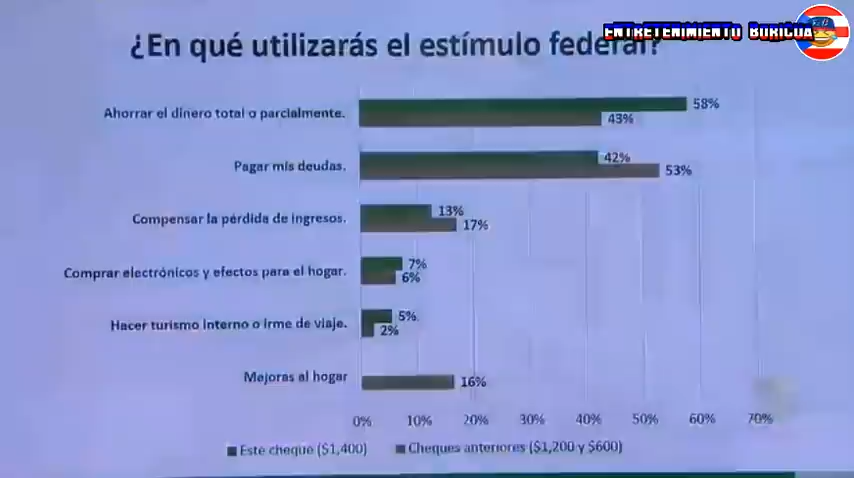 ENTRETENIMIENTO BORICUA
E.B
¿En qué utilizarás el estímulo federal?
Ahorrar el dinero total o parcialmente.
58%
43%
Pagar mis deudas.
42%
53%
Compensar la pérdida de ingresos.
13%
17%
Comprar electrónicos y efectos para el hogar.
7%
6%
Hacer turismo interno o irme de viaje.
5%
2%
Mejoras al hogar
16%
0% 10% 20% 30% 40% 50% 60% 70%
Este cheque ($1,400) Cheques anteriores ($1,200 y $600)